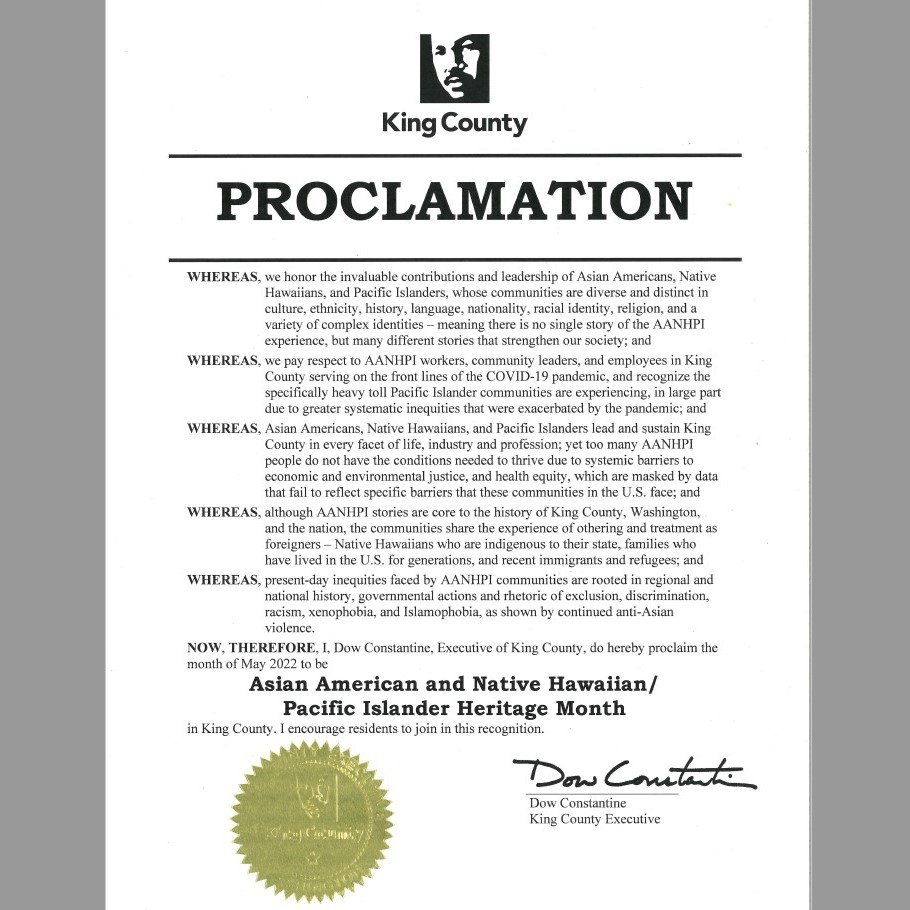 King County
PROCLAMATION
WHEREAS, we honor the invaluable contributions and leadership of Asian Americans, Native
Hawaiians, and Pacific Islanders, whose communities are diverse and distinct in
culture, ethnicity, history, language, nationality, racial identity, religion, and a
variety of complex identities – meaning there is no single story of the AANHPI
experience, but many different stories that strengthen our society; and
WHEREAS, we pay respect to AANHPI workers, community leaders, and employees in King
County serving on the front lines of the COVID-19 pandemic, and recognize the
specifically heavy toll Pacific Islander communities are experiencing, in large part
due to greater systematic inequities that were exacerbated by the pandemic; and
WHEREAS, Asian Americans, Native Hawaiians, and Pacific Islanders lead and sustain King
County in every facet of life, industry and profession; yet too many AANHPI
people do not have the conditions needed to thrive due to systemic barriers to
economic and environmental justice, and health equity, which are masked by data
that fail to reflect specific barriers that these communities in the U.S. face; and
WHEREAS, although AANHPI stories are core to the history of King County, Washington,
and the nation, the communities share the experience of othering and treatment as
foreigners – Native Hawaiians who are indigenous to their state, families who
have lived in the U.S. for generations, and recent immigrants and refugees; and
WHEREAS, present-day inequities faced by AANHPI communities are rooted in regional and
national history, governmental actions and rhetoric of exclusion, discrimination,
racism, xenophobia, and Islamophobia, as shown by continued anti-Asian
violence.
NOW, THEREFORE, I, Dow Constantine, Executive of King County, do hereby proclaim the
month of May 2022 to be
Asian American and Native Hawaiian/
Pacific Islander Heritage Month
in King County. I encourage residents to join in this recognition.
Dow Constantine
Dow Constantine
King County Executive